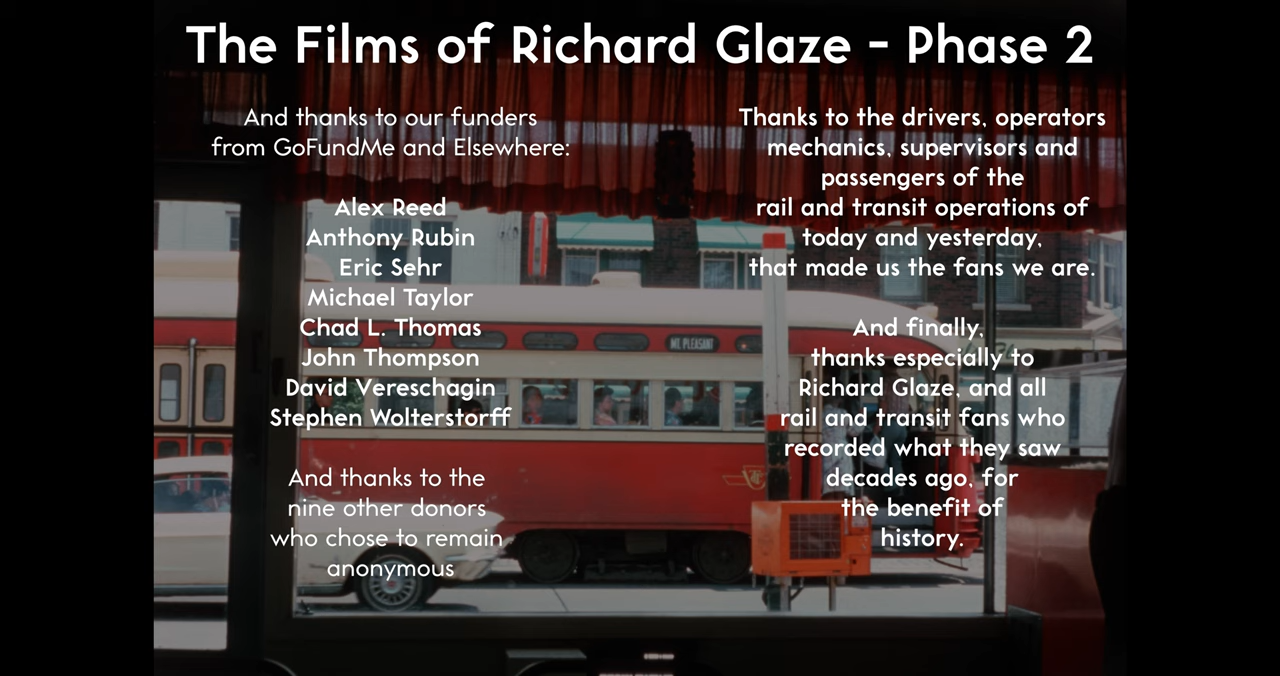 The Films of Richard Glaze - Phase 2
And thanks to our funders
from GoFundMe and Elsewhere:
Alex Reed
Anthony Rubin
Eric Sehr
Michael Taylor
Chad L. Thomas
John Thompson
David Vereschagin
Stephen Wolterstorff
And thanks to the
nine other donors
who chose to remain
anonymous
Thanks to the drivers, operators
mechanics, supervisors and
passengers of the
rail and transit operations of
today and yesterday,
that made us the fans we are.
And finally,
thanks especially to
Richard Glaze, and all
rail and transit fans who
recorded what they saw
decades ago, for
the benefit of
history.
MT. PLEASANT